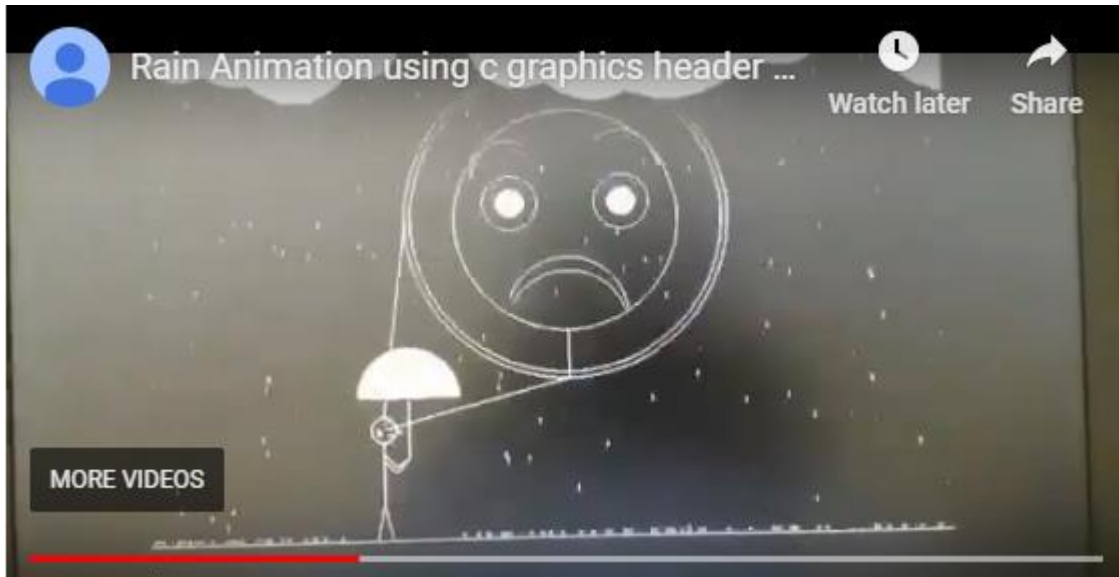 Rain Animation using c graphics header ...
Watch later
Share
MORE VIDEOS